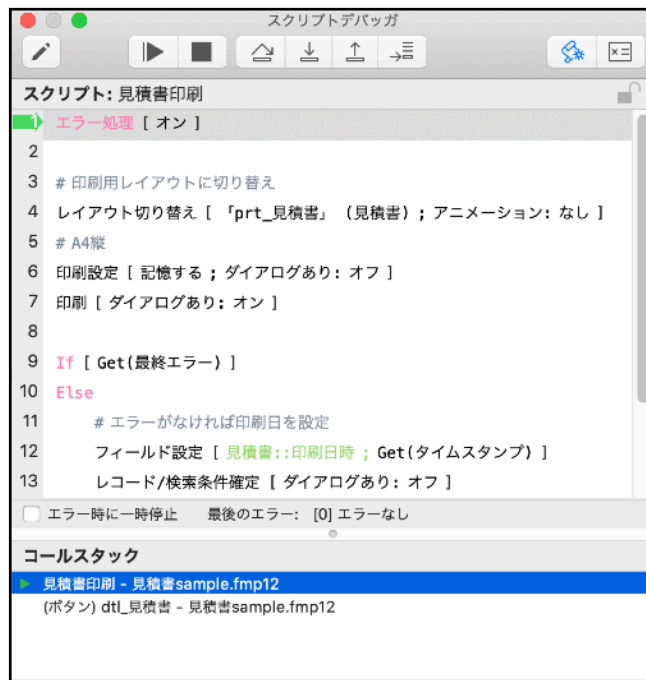 スクリプトデバッガ
スクリプト: 見積書印刷
1 エラー処理 [ オン ]
2
3 # 印刷用レイアウトに切り替え
4 レイアウト切り替え [ 「prt_見積書」 (見積書) ; アニメーション: なし ]
5 # A4縦
6 印刷設定 [ 記憶する ; ダイアログあり: オフ ]
7 印刷 [ ダイアログあり: オン ]
8
9 If [ Get(最終エラー) ]
10 Else
11 # エラーがなければ印刷日を設定
12 フィールド設定 [ 見積書::印刷日時 ; Get(タイムスタンプ) ]
13 レコード/検索条件確定 [ ダイアログあり: オフ ]
エラー時に一時停止 最後のエラー: [0] エラーなし
コールスタック
見積書印刷 - 見積書sample.fmp12
(ボタン) dtl_見積書 - 見積書sample.fmp12